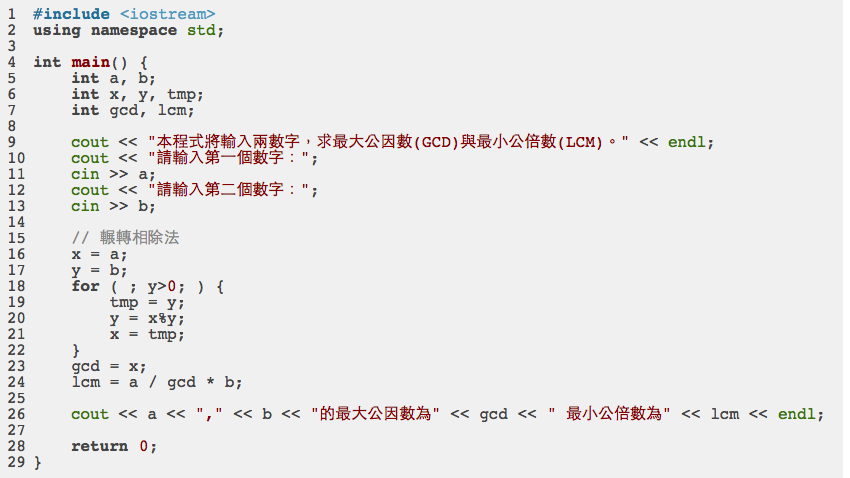 1 #include <iostream>
2 using namespace std;
3
4 int main() {
5     int a, b;
6     int x, y, tmp;
7     int gcd, lcm;
8
9     cout << "本程式將輸入兩數字，求最大公因數(GCD)與最小公倍數(LCM)。" << endl;
10     cout << "請輸入第一個數字：";
11     cin >> a;
12     cout << "請輸入第二個數字：";
13     cin >> b;
14
15     // 輾轉相除法
16     x = a;
17     y = b;
18     for ( ; y>0; ) {
19         tmp = y;
20         y = x%y;
21         x = tmp;
22     }
23     gcd = x;
24     lcm = a / gcd * b;
25
26     cout << a << "," << b << "的最大公因數為" << gcd << " 最小公倍數為" << lcm << endl;
27
28     return 0;
29 }